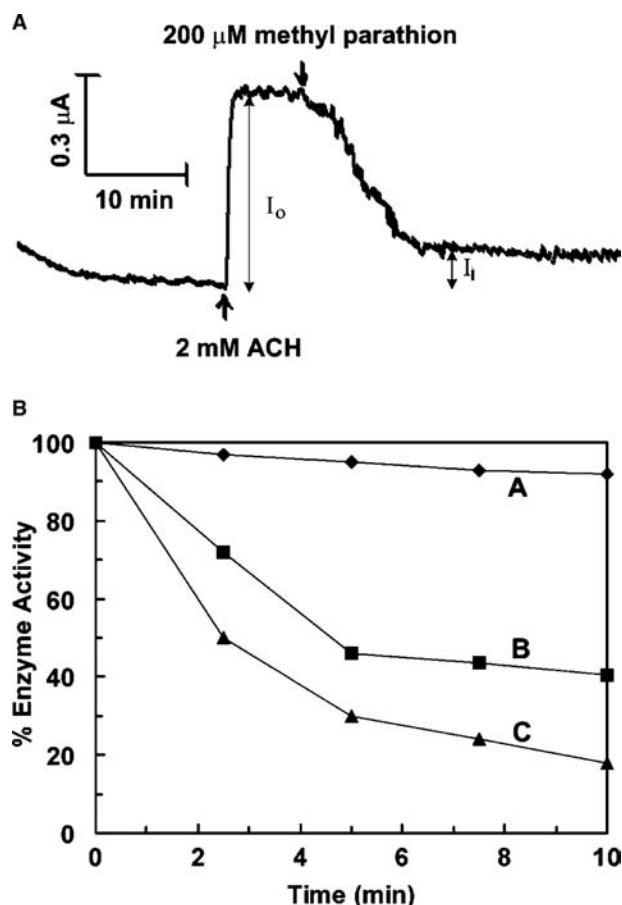 A
200 μM methyl parathion
0.3 μA
10 min
Io
II
2 mM ACH
B
100
80
60
40
20
0
% Enzyme Activity
A
B
C
0 2 4 6 8 10
Time (min)